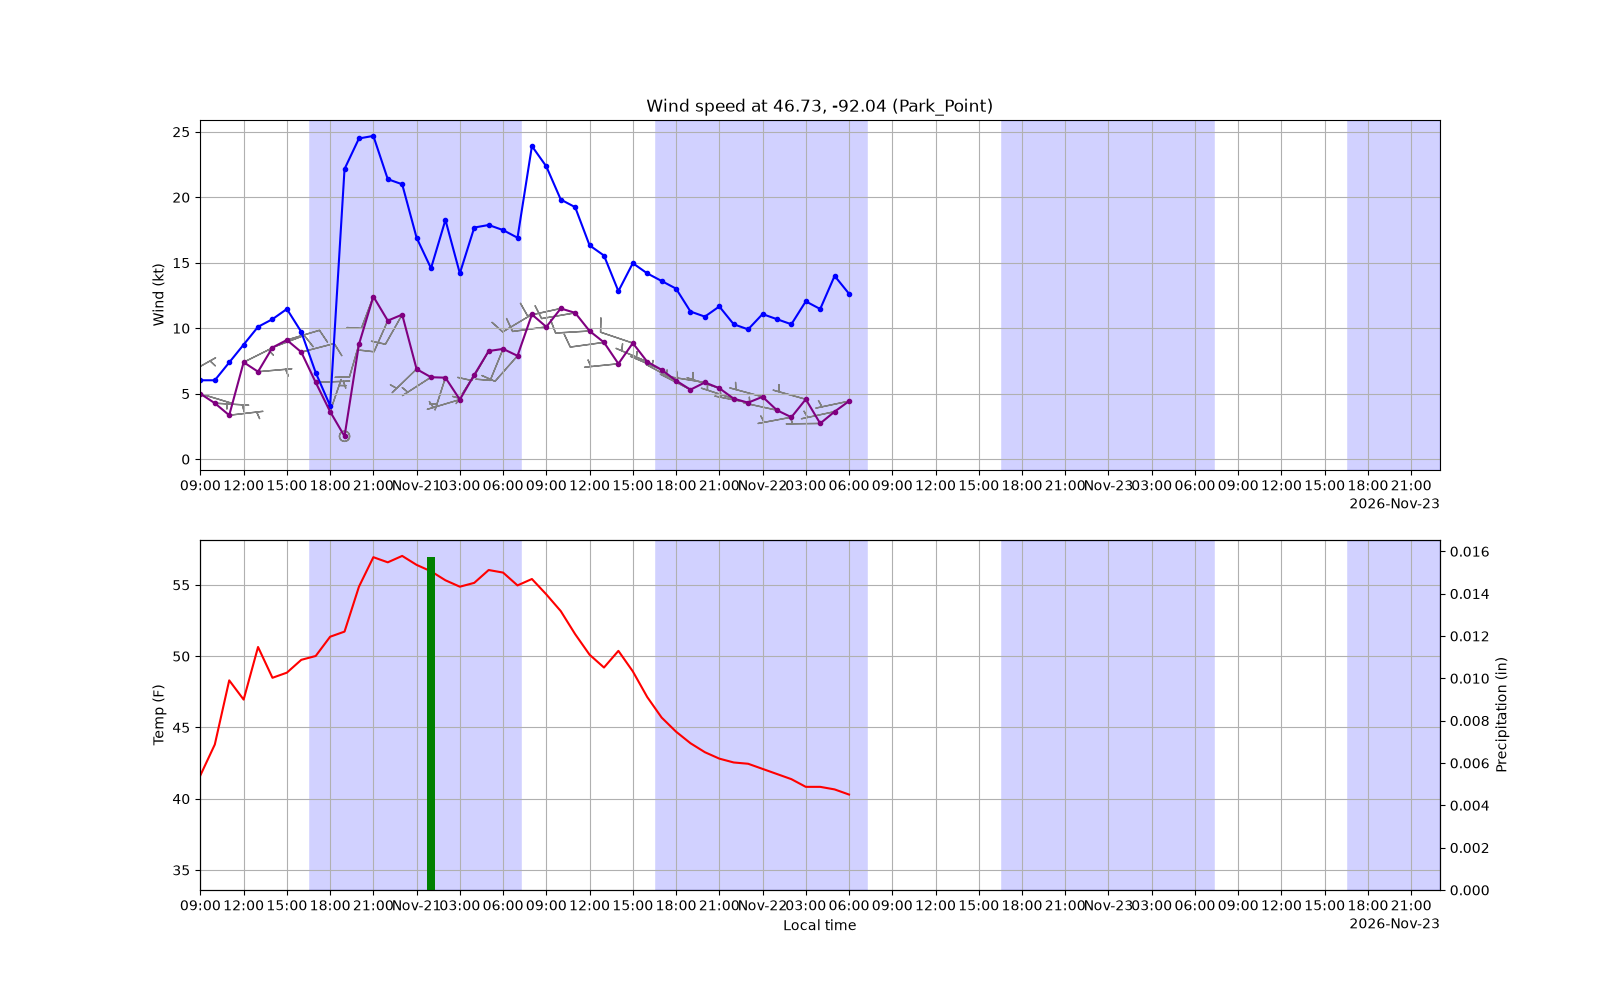 Wind speed at 46.73, -92.04 (Park_Point)
25
20
15
10
5
0
Wind (kt)
09:00 12:00 15:00 18:00 21:00 Nov-21 03:00 06:00 09:00 12:00 15:00 18:00 21:00 Nov-22 03:00 06:00 09:00 12:00 15:00 18:00 21:00 Nov-23 03:00 06:00 09:00 12:00 15:00 18:00 21:00
2026-Nov-23
55
50
45
40
35
Temp (F)
0.016
0.014
0.012
0.010
0.008
0.006
0.004
0.002
0.000
Precipitation (in)
09:00 12:00 15:00 18:00 21:00 Nov-21 03:00 06:00 09:00 12:00 15:00 18:00 21:00 Nov-22 03:00 06:00 09:00 12:00 15:00 18:00 21:00 Nov-23 03:00 06:00 09:00 12:00 15:00 18:00 21:00
Local time
2026-Nov-23